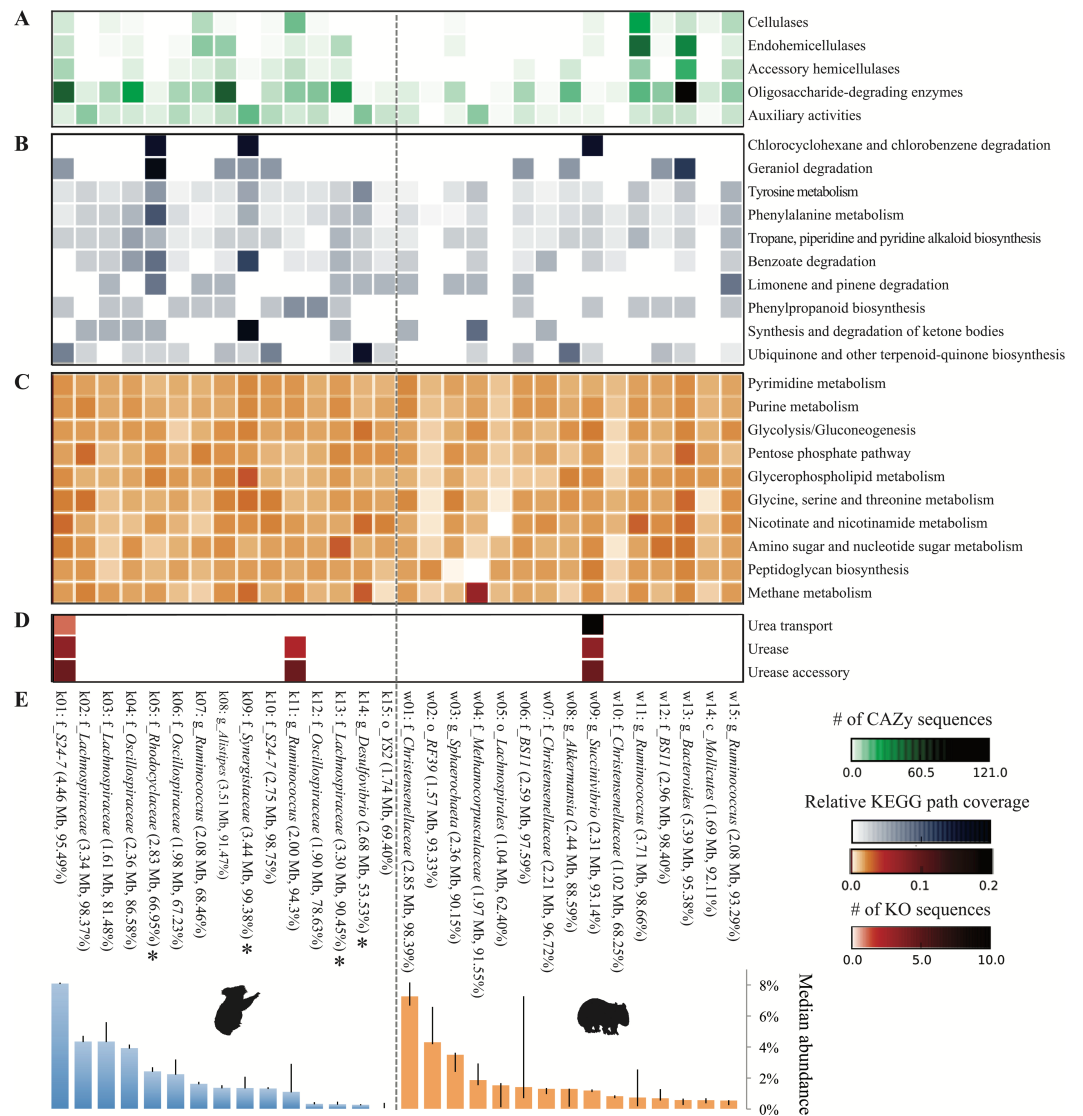 A
Cellulases
Endohemicellulases
Accessory hemicellulases
Oligosaccharide-degrading enzymes
Auxiliary activities
B
Chlorocyclohexane and chlorobenzene degradation
Geraniol degradation
Tyrosine metabolism
Phenylalanine metabolism
Tropane, piperidine and pyridine alkaloid biosynthesis
Benzoate degradation
Limonene and pinene degradation
Phenylpropanoid biosynthesis
Synthesis and degradation of ketone bodies
Ubiquinone and other terpenoid-quinone biosynthesis
C
Pyrimidine metabolism
Purine metabolism
Glycolysis/Gluconeogenesis
Pentose phosphate pathway
Glycerophospholipid metabolism
Glycine, serine and threonine metabolism
Nicotinate and nicotinamide metabolism
Amino sugar and nucleotide sugar metabolism
Peptidoglycan biosynthesis
Methane metabolism
D
Urea transport
Urease
Urease accessory
E
k01: f_S24-7 (4.46 Mb, 95.49%)
k02: f_Lachnospiraceae (3.34 Mb, 98.37%)
k03: f_Lachnospiraceae (1.61 Mb, 81.48%)
k04: f_Oscillospiraceae (2.36 Mb, 86.58%)
k05: f_Rhodocyclaceae (2.83 Mb, 66.95%) *
k06: f_Oscillospiraceae (1.98 Mb, 67.23%)
k07: g_Ruminococcus (2.08 Mb, 68.46%)
k08: g_Alistipes (3.51 Mb, 91.47%)
k09: f_Synergistaceae (3.44 Mb, 99.38%) *
k10: f_S24-7 (2.75 Mb, 98.75%)
k11: g_Ruminococcus (2.00 Mb, 94.3%)
k12: f_Oscillospiraceae (1.90 Mb, 78.63%)
k13: f_Lachnospiraceae (3.30 Mb, 90.45%) *
k14: g_Desulfovibrio (2.68 Mb, 53.53%) *
k15: o_YS2 (1.74 Mb, 69.40%)
w01: f_Christensenellaceae (2.85 Mb, 98.39%)
w02: o_RF39 (1.57 Mb, 93.33%)
w03: g_Sphaerochaeta (2.36 Mb, 90.15%)
w04: f_Methanocorpusculaceae (1.97 Mb, 91.55%)
w05: o_Lachnospirales (1.04 Mb, 62.40%)
w06: f_BS11 (2.59 Mb, 97.59%)
w07: f_Christensenellaceae (2.21 Mb, 96.72%)
w08: g_Akkermansia (2.44 Mb, 88.59%)
w09: g_Succinivibrio (2.31 Mb, 93.14%)
w10: f_Christensenellaceae (1.02 Mb, 68.25%)
w11: g_Ruminococcus (3.71 Mb, 98.66%)
w12: f_BS11 (2.96 Mb, 98.40%)
w13: g_Bacteroides (5.39 Mb, 95.38%)
w14: c_Mollicutes (1.69 Mb, 92.11%)
w15: g_Ruminococcus (2.08 Mb, 93.29%)
# of CAZy sequences
0.0 60.5 121.0
Relative KEGG path coverage
0.0 0.1 0.2
# of KO sequences
0.0 5.0 10.0
8%
6%
4%
2%
0%
Median abundance